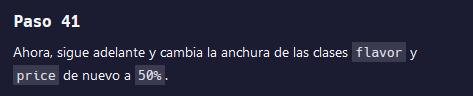 Paso 41
Ahora, sigue adelante y cambia la anchura de las clases flavor y
price de nuevo a 50%.